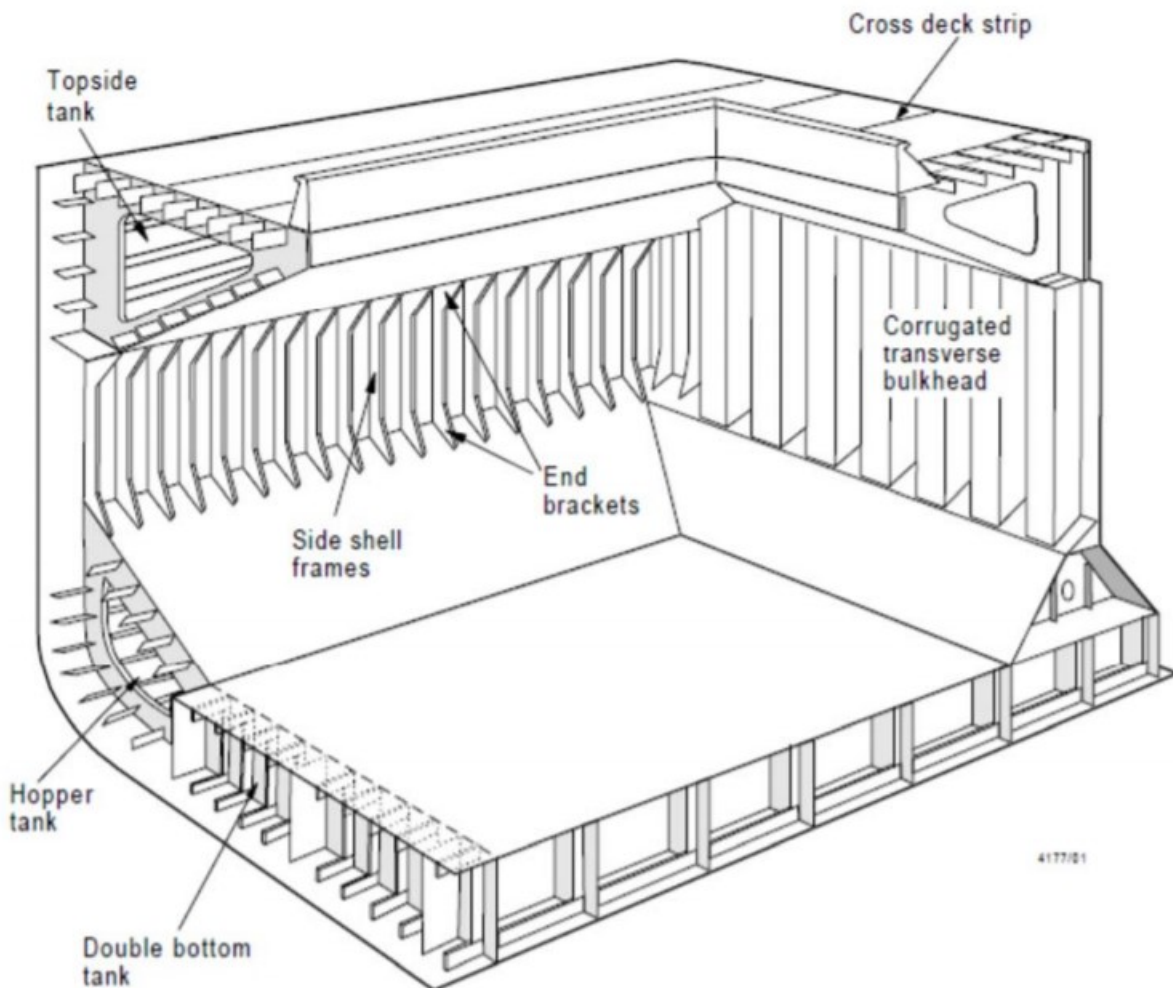 Cross deck strip
Topside
tank
Corrugated
transverse
bulkhead
End
brackets
Side shell
frames
Hopper
tank
4177/01
Double bottom
tank